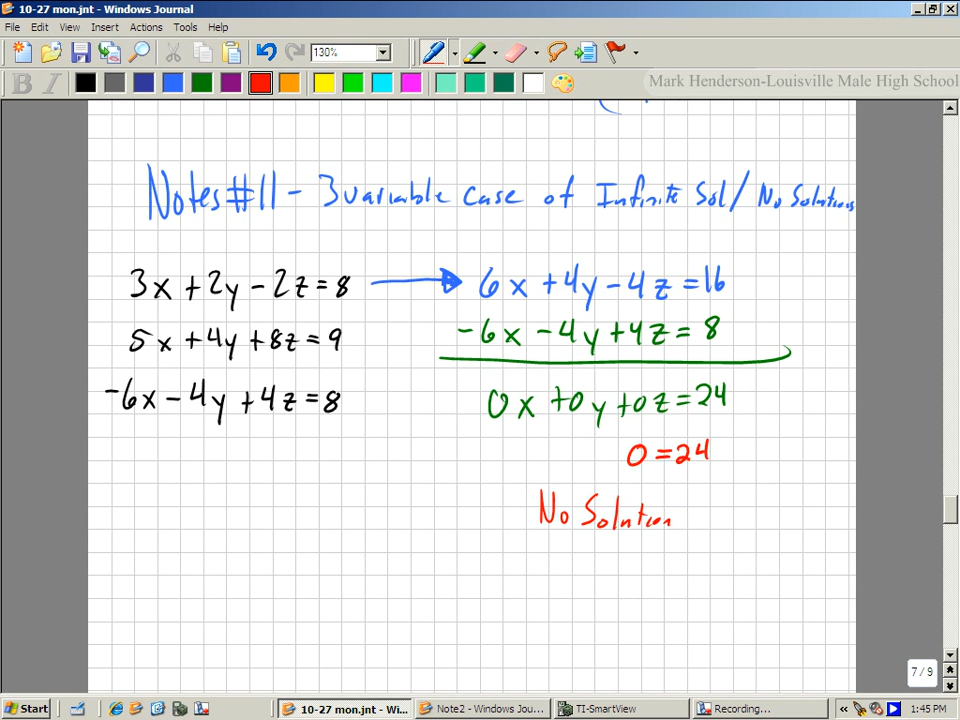 10-27 mon.jnt - Windows Journal
File Edit View Insert Actions Tools Help
130%
B I
Mark Henderson-Louisville Male High School
Notes #11 - 3 variable case of Infinite Sol/ No Solutions
3x + 2y - 2z = 8
6x + 4y - 4z = 16
5x + 4y + 8z = 9
-6x - 4y + 4z = 8
-6x - 4y + 4z = 8
0x + 0y + 0z = 24
0 = 24
No Solution
7 / 9
Start 10-27 mon.jnt - Wi... Note2 - Windows Jou... TI-SmartView Recording... « 1:45 PM